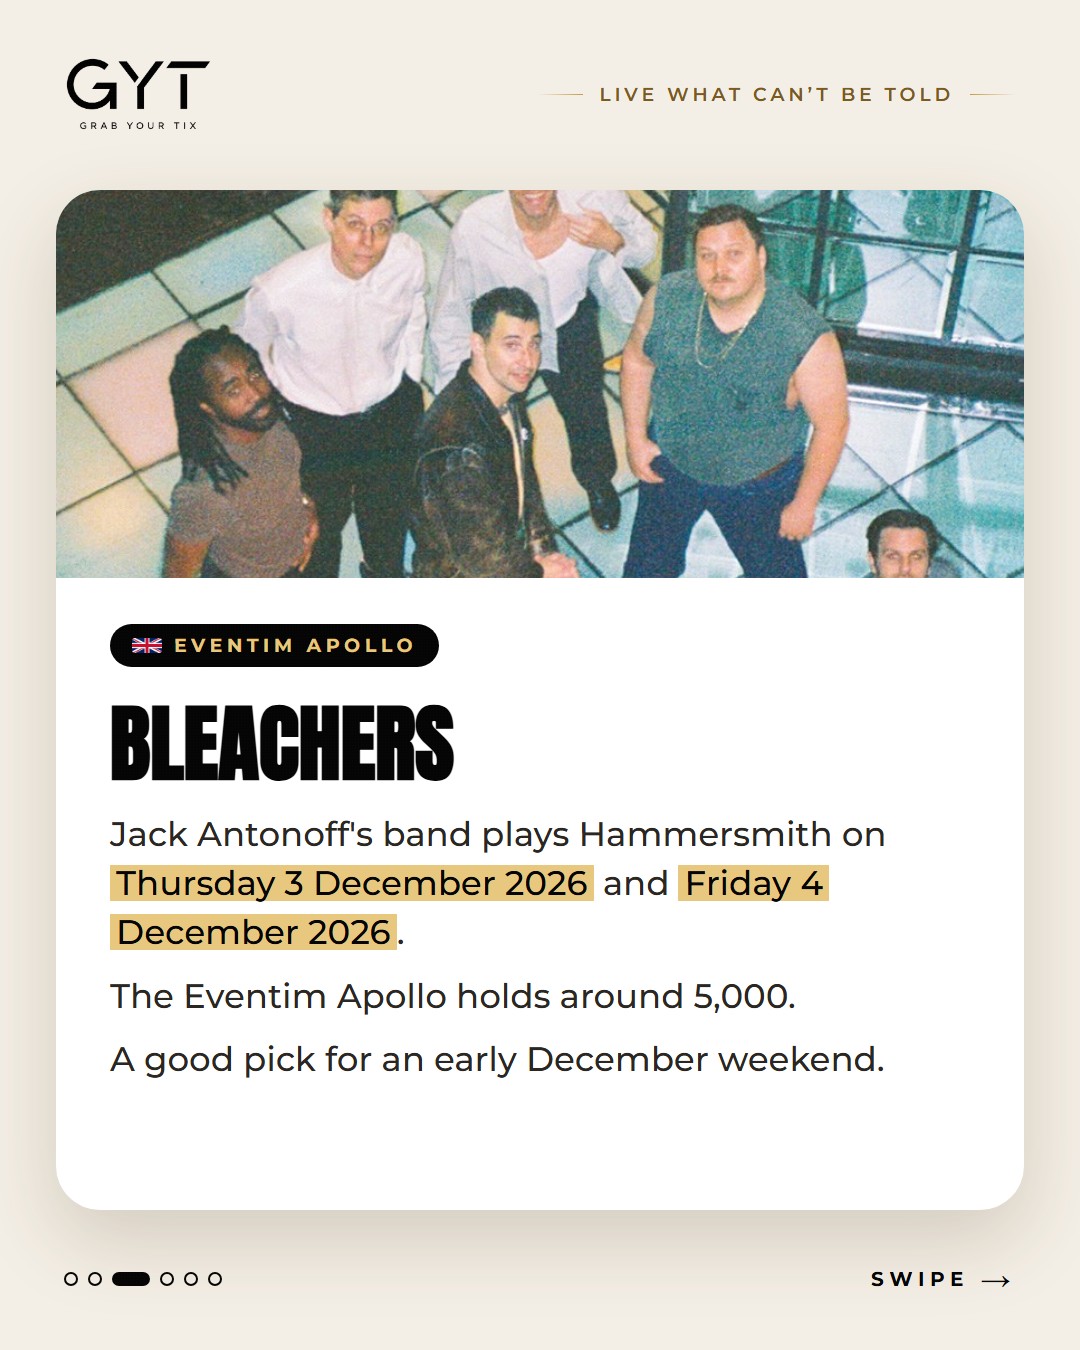 GYT
GRAB YOUR TIX
LIVE WHAT CAN’T BE TOLD
EVENTIM APOLLO
BLEACHERS
Jack Antonoff's band plays Hammersmith on
Thursday 3 December 2026 and Friday 4
December 2026.
The Eventim Apollo holds around 5,000.
A good pick for an early December weekend.
SWIPE →